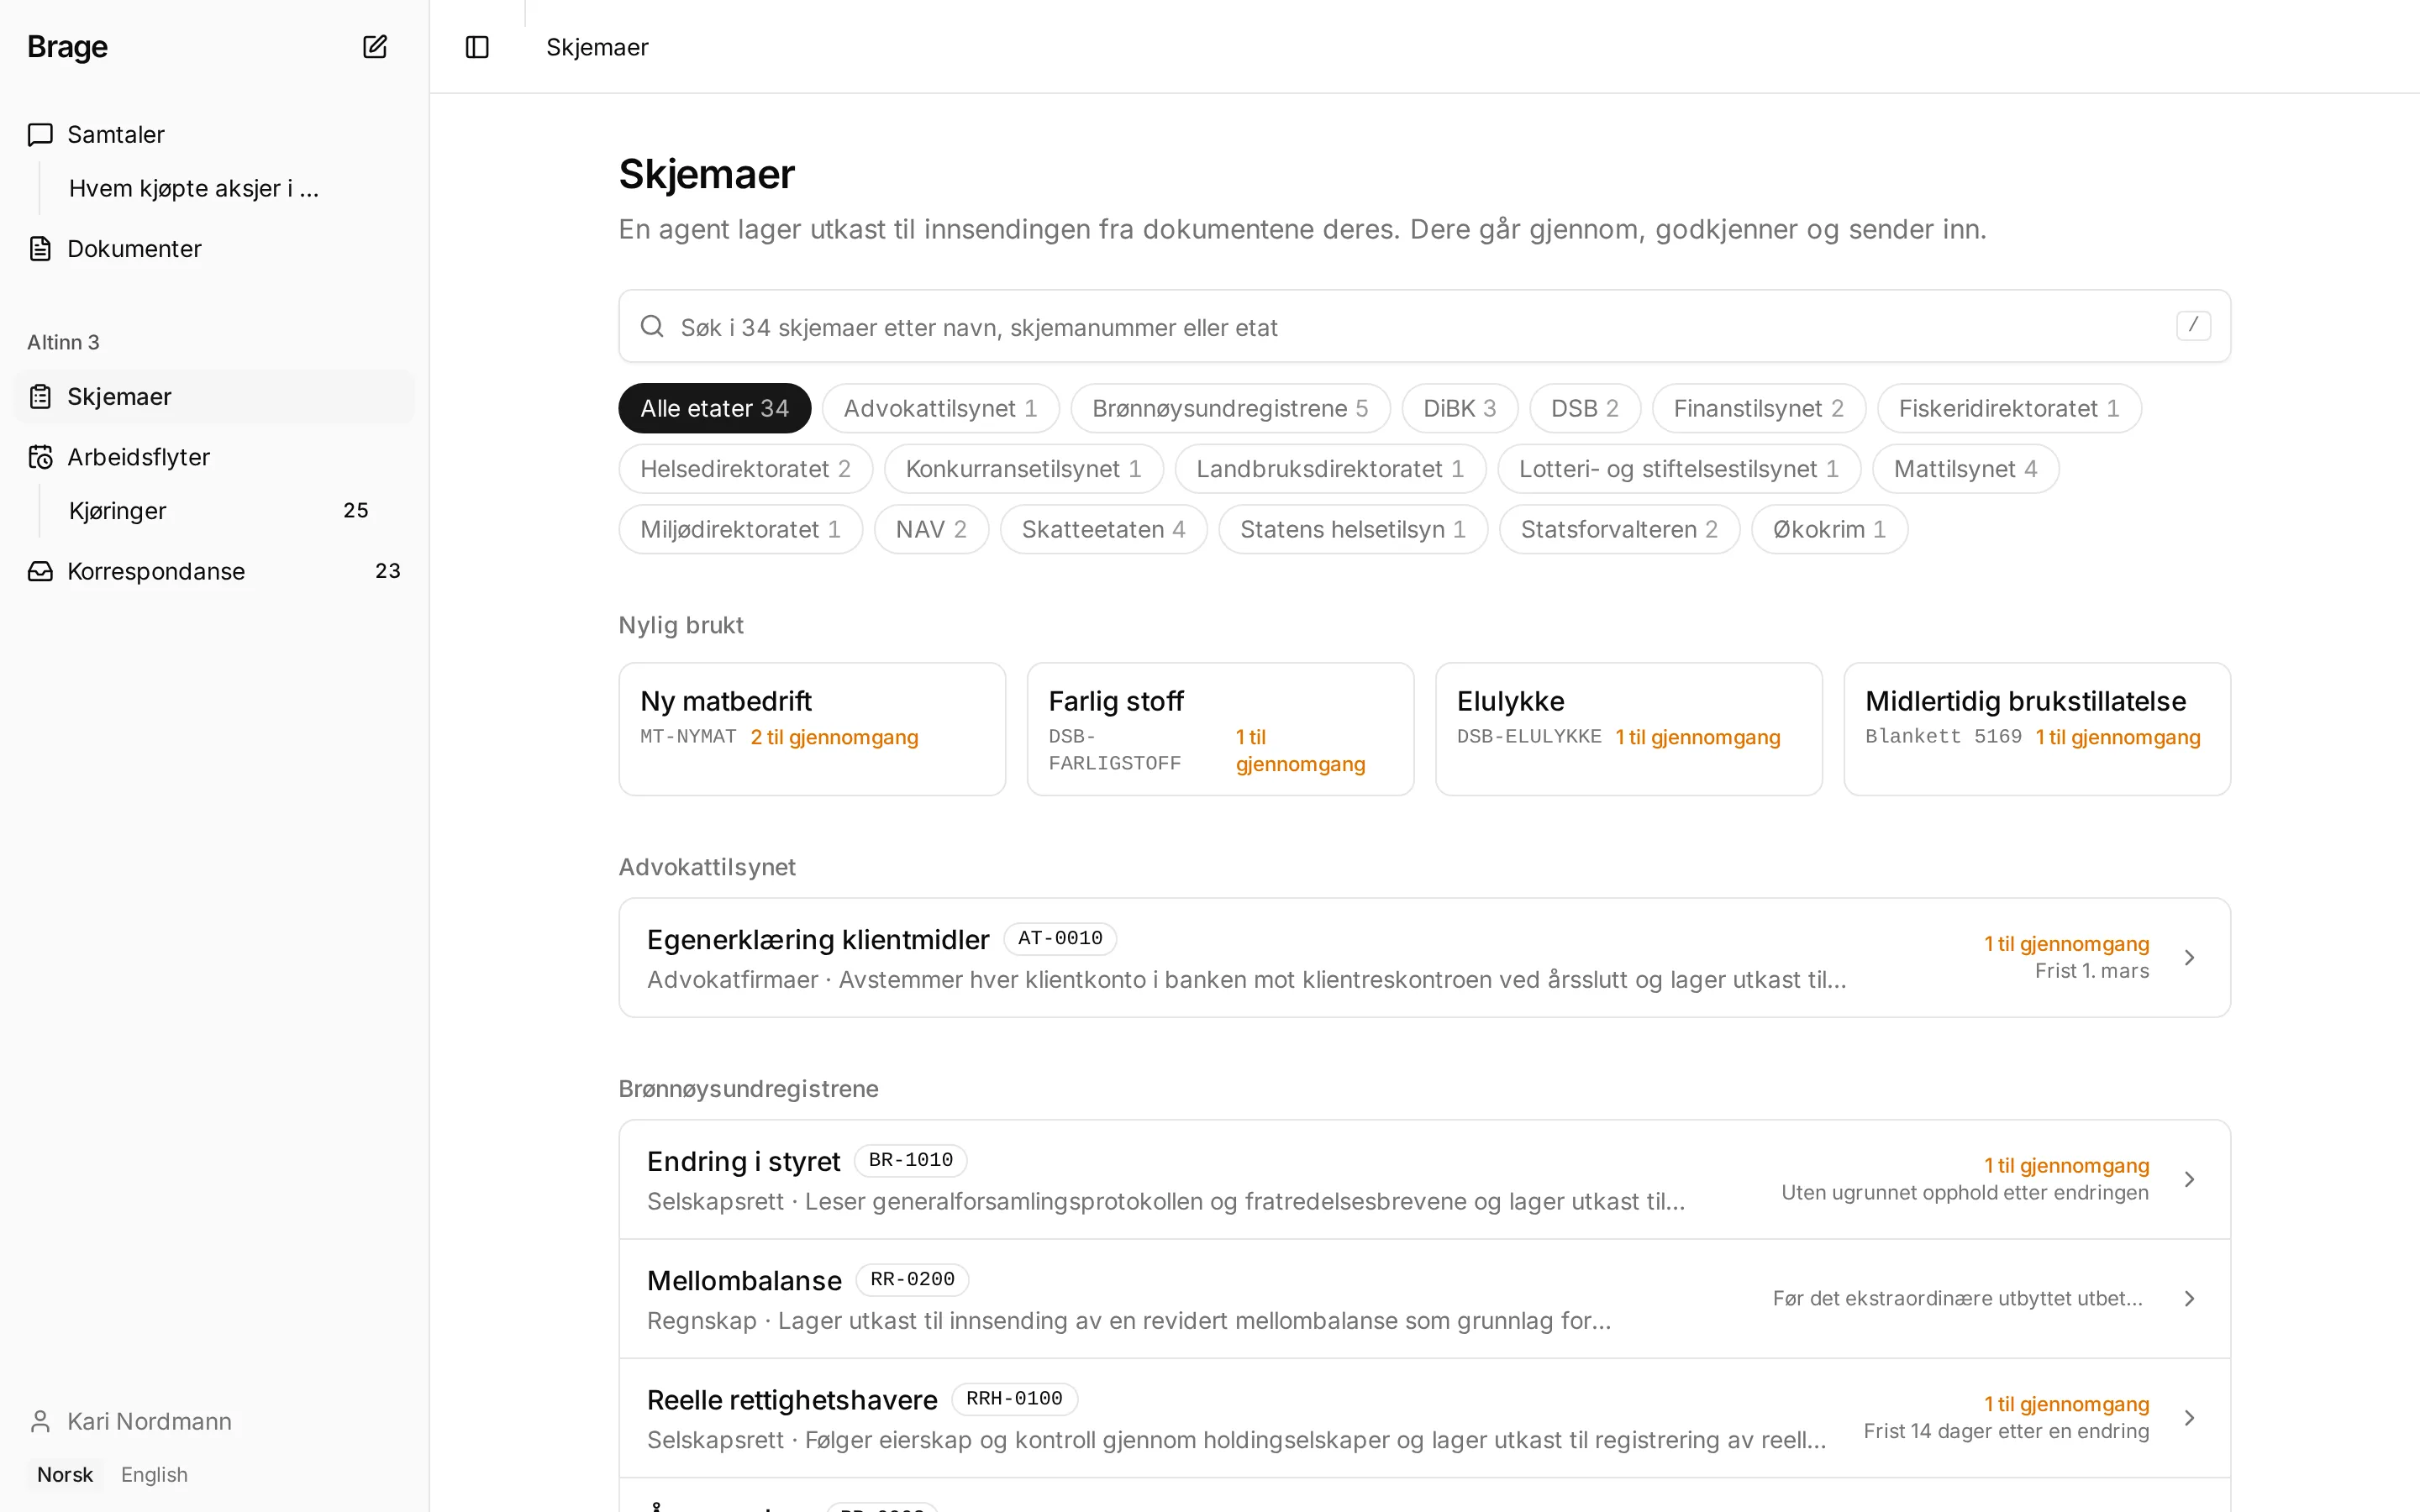 Brage
Samtaler
Hvem kjøpte aksjer i ...
Dokumenter
Altinn 3
Skjemaer
Arbeidsflyter
Kjøringer 25
Korrespondanse 23
Kari Nordmann
Norsk English
Skjemaer
Skjemaer
En agent lager utkast til innsendingen fra dokumentene deres. Dere går gjennom, godkjenner og sender inn.
Søk i 34 skjemaer etter navn, skjemanummer eller etat /
Alle etater 34 Advokattilsynet 1 Brønnøysundregistrene 5 DiBK 3 DSB 2 Finanstilsynet 2 Fiskeridirektoratet 1
Helsedirektoratet 2 Konkurransetilsynet 1 Landbruksdirektoratet 1 Lotteri- og stiftelsestilsynet 1 Mattilsynet 4
Miljødirektoratet 1 NAV 2 Skatteetaten 4 Statens helsetilsyn 1 Statsforvalteren 2 Økokrim 1
Nylig brukt
Ny matbedrift
MT-NYMAT 2 til gjennomgang
Farlig stoff
DSB-FARLIGSTOFF 1 til gjennomgang
Elulykke
DSB-ELULYKKE 1 til gjennomgang
Midlertidig brukstillatelse
Blankett 5169 1 til gjennomgang
Advokattilsynet
Egenerklæring klientmidler AT-0010
Advokatfirmaer · Avstemmer hver klientkonto i banken mot klientreskontroen ved årsslutt og lager utkast til...
1 til gjennomgang
Frist 1. mars
Brønnøysundregistrene
Endring i styret BR-1010
Selskapsrett · Leser generalforsamlingsprotokollen og fratredelsesbrevene og lager utkast til...
1 til gjennomgang
Uten ugrunnet opphold etter endringen
Mellombalanse RR-0200
Regnskap · Lager utkast til innsending av en revidert mellombalanse som grunnlag for...
Før det ekstraordinære utbyttet utbet...
Reelle rettighetshavere RRH-0100
Selskapsrett · Følger eierskap og kontroll gjennom holdingselskaper og lager utkast til registrering av reell...
1 til gjennomgang
Frist 14 dager etter en endring